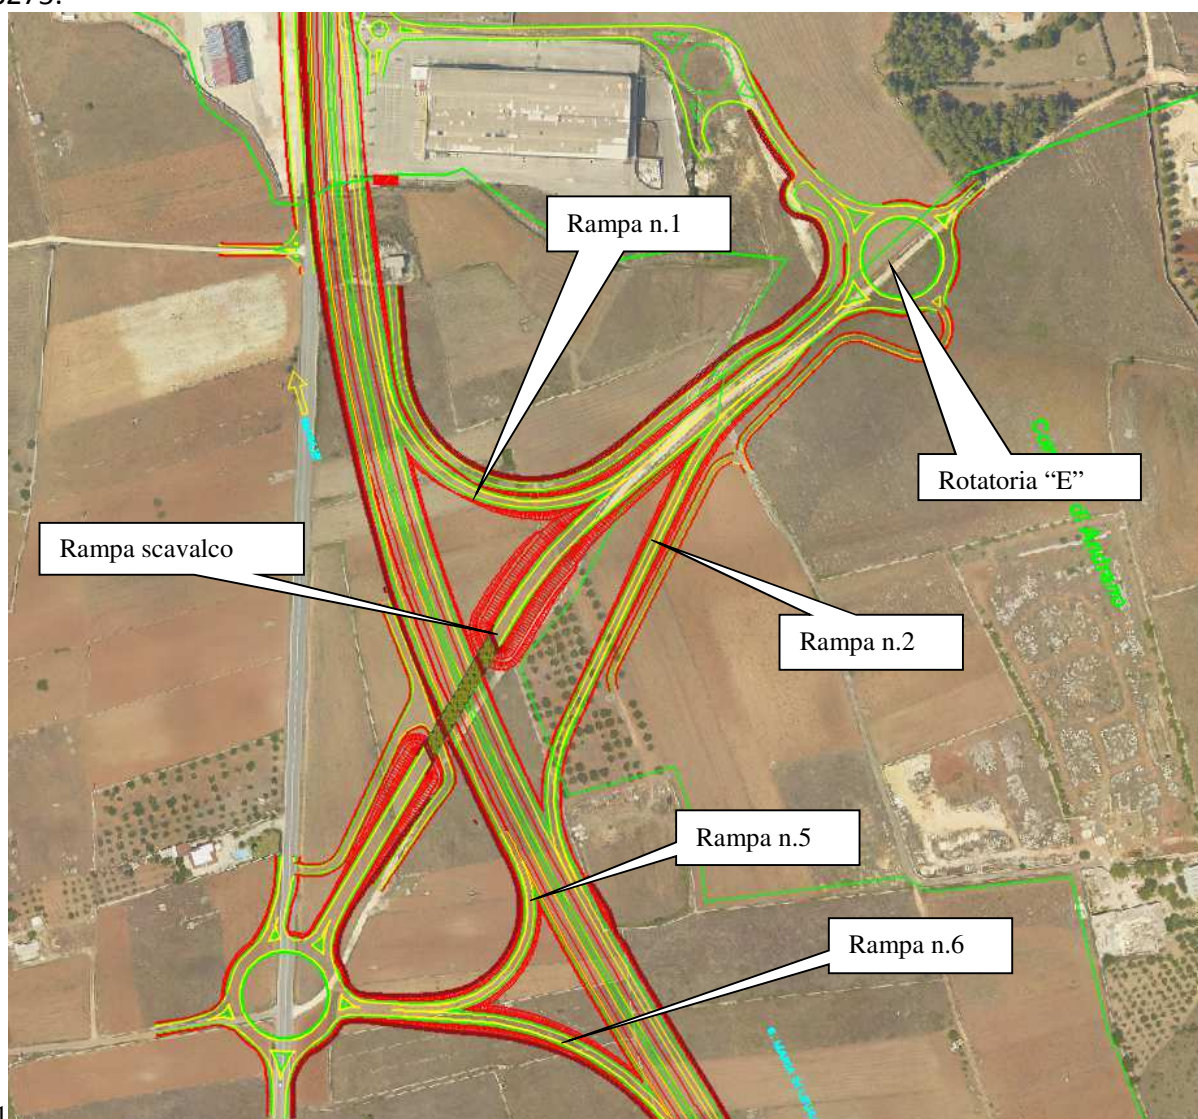 Rampa n.1
Rotatoria “E”
Rampa scavalco
Rampa n.2
Rampa n.5
Rampa n.6